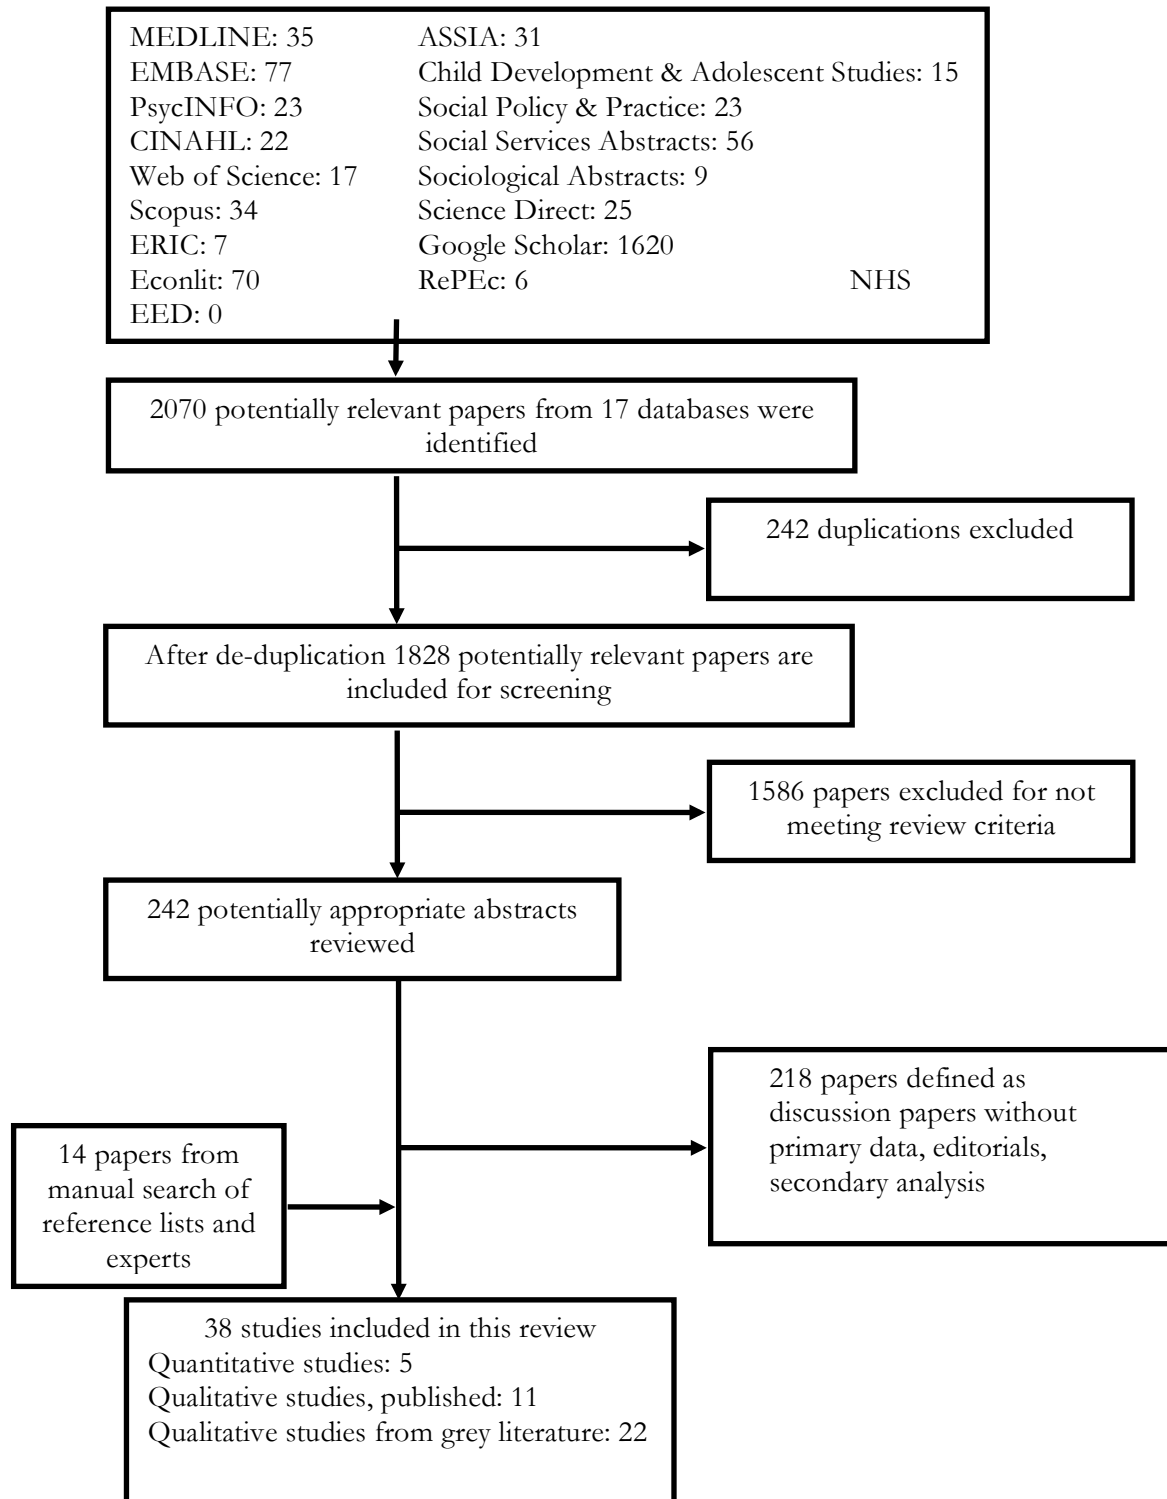 MEDLINE: 35 ASSIA: 31
EMBASE: 77 Child Development & Adolescent Studies: 15
PsycINFO: 23 Social Policy & Practice: 23
CINAHL: 22 Social Services Abstracts: 56
Web of Science: 17 Sociological Abstracts: 9
Scopus: 34 Science Direct: 25
ERIC: 7 Google Scholar: 1620
Econlit: 70 RePEc: 6 NHS
EED: 0
2070 potentially relevant papers from 17 databases were
identified
242 duplications excluded
After de-duplication 1828 potentially relevant papers are
included for screening
1586 papers excluded for not
meeting review criteria
242 potentially appropriate abstracts
reviewed
218 papers defined as
discussion papers without
primary data, editorials,
secondary analysis
14 papers from
manual search of
reference lists and
experts
38 studies included in this review
Quantitative studies: 5
Qualitative studies, published: 11
Qualitative studies from grey literature: 22